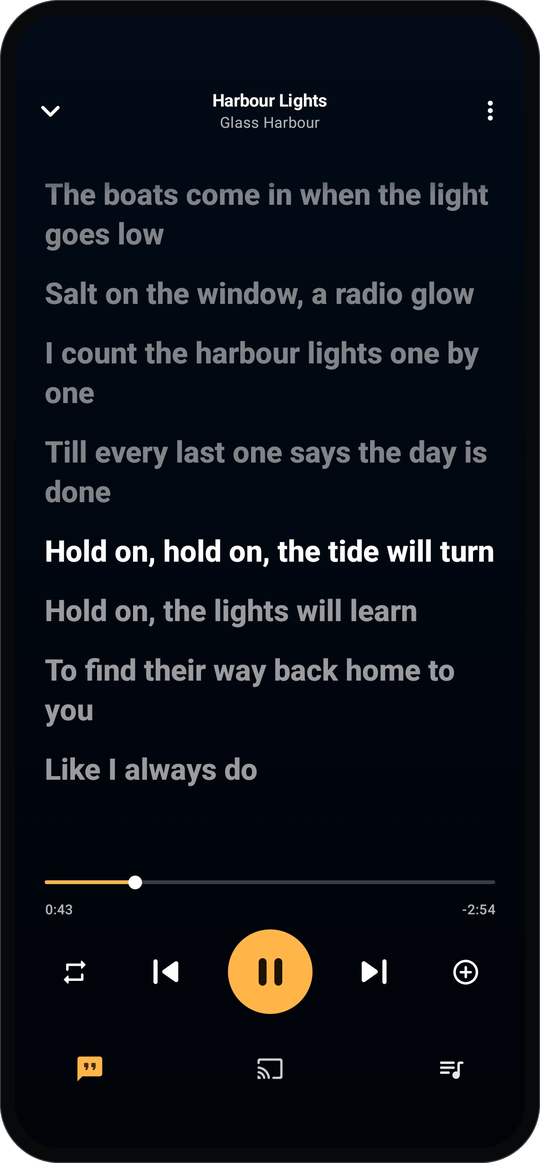 Harbour Lights
Glass Harbour
The boats come in when the light
goes low
Salt on the window, a radio glow
I count the harbour lights one by
one
Till every last one says the day is
done
Hold on, hold on, the tide will turn
Hold on, the lights will learn
To find their way back home to
you
Like I always do
0:43
-2:54